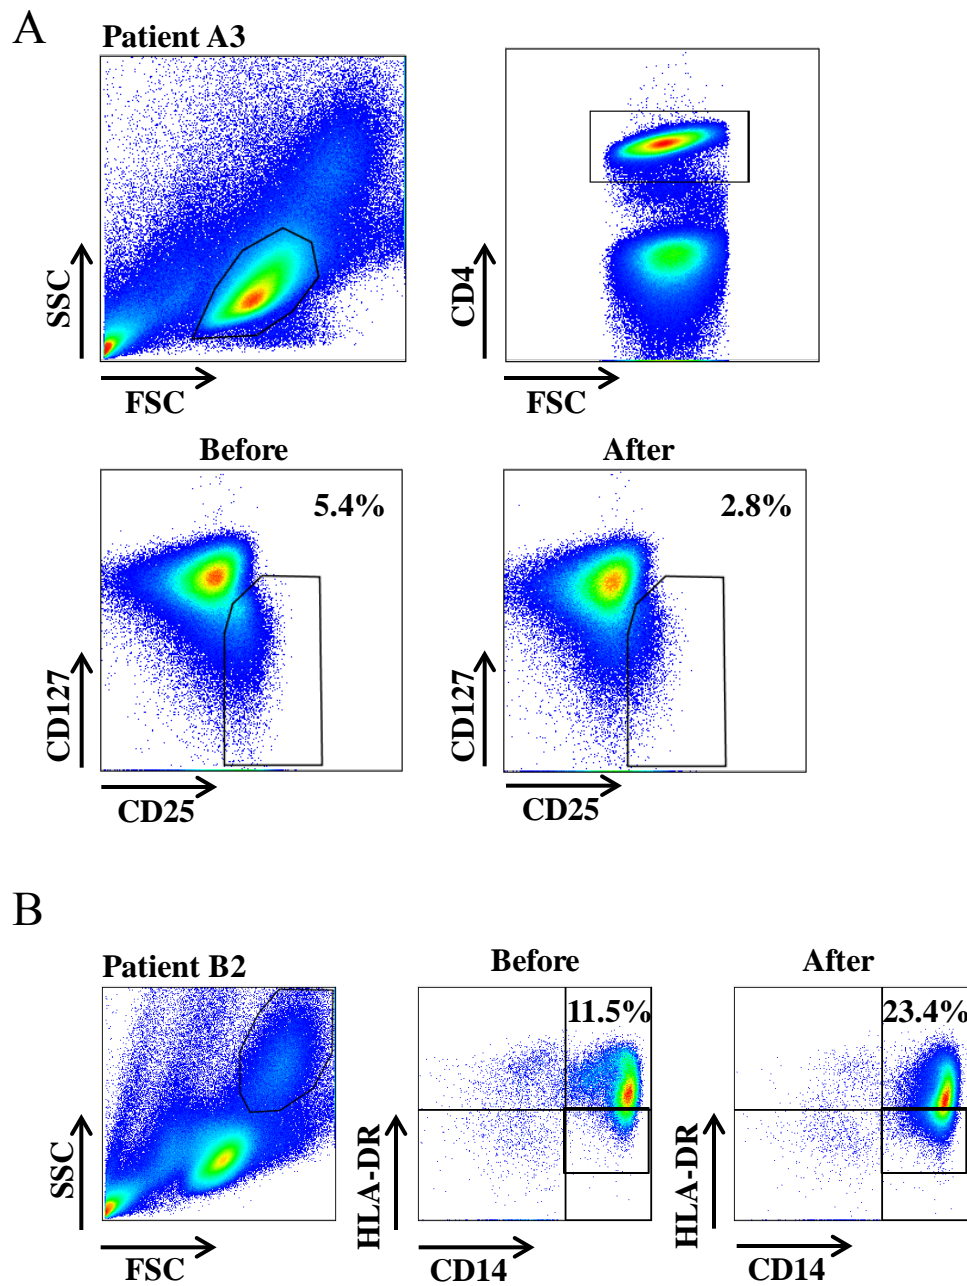 A
Patient A3
SSC
FSC
CD4
FSC
Before
5.4%
CD127
CD25
After
2.8%
CD127
CD25
B
Patient B2
SSC
FSC
Before
11.5%
HLA-DR
CD14
After
23.4%
HLA-DR
CD14